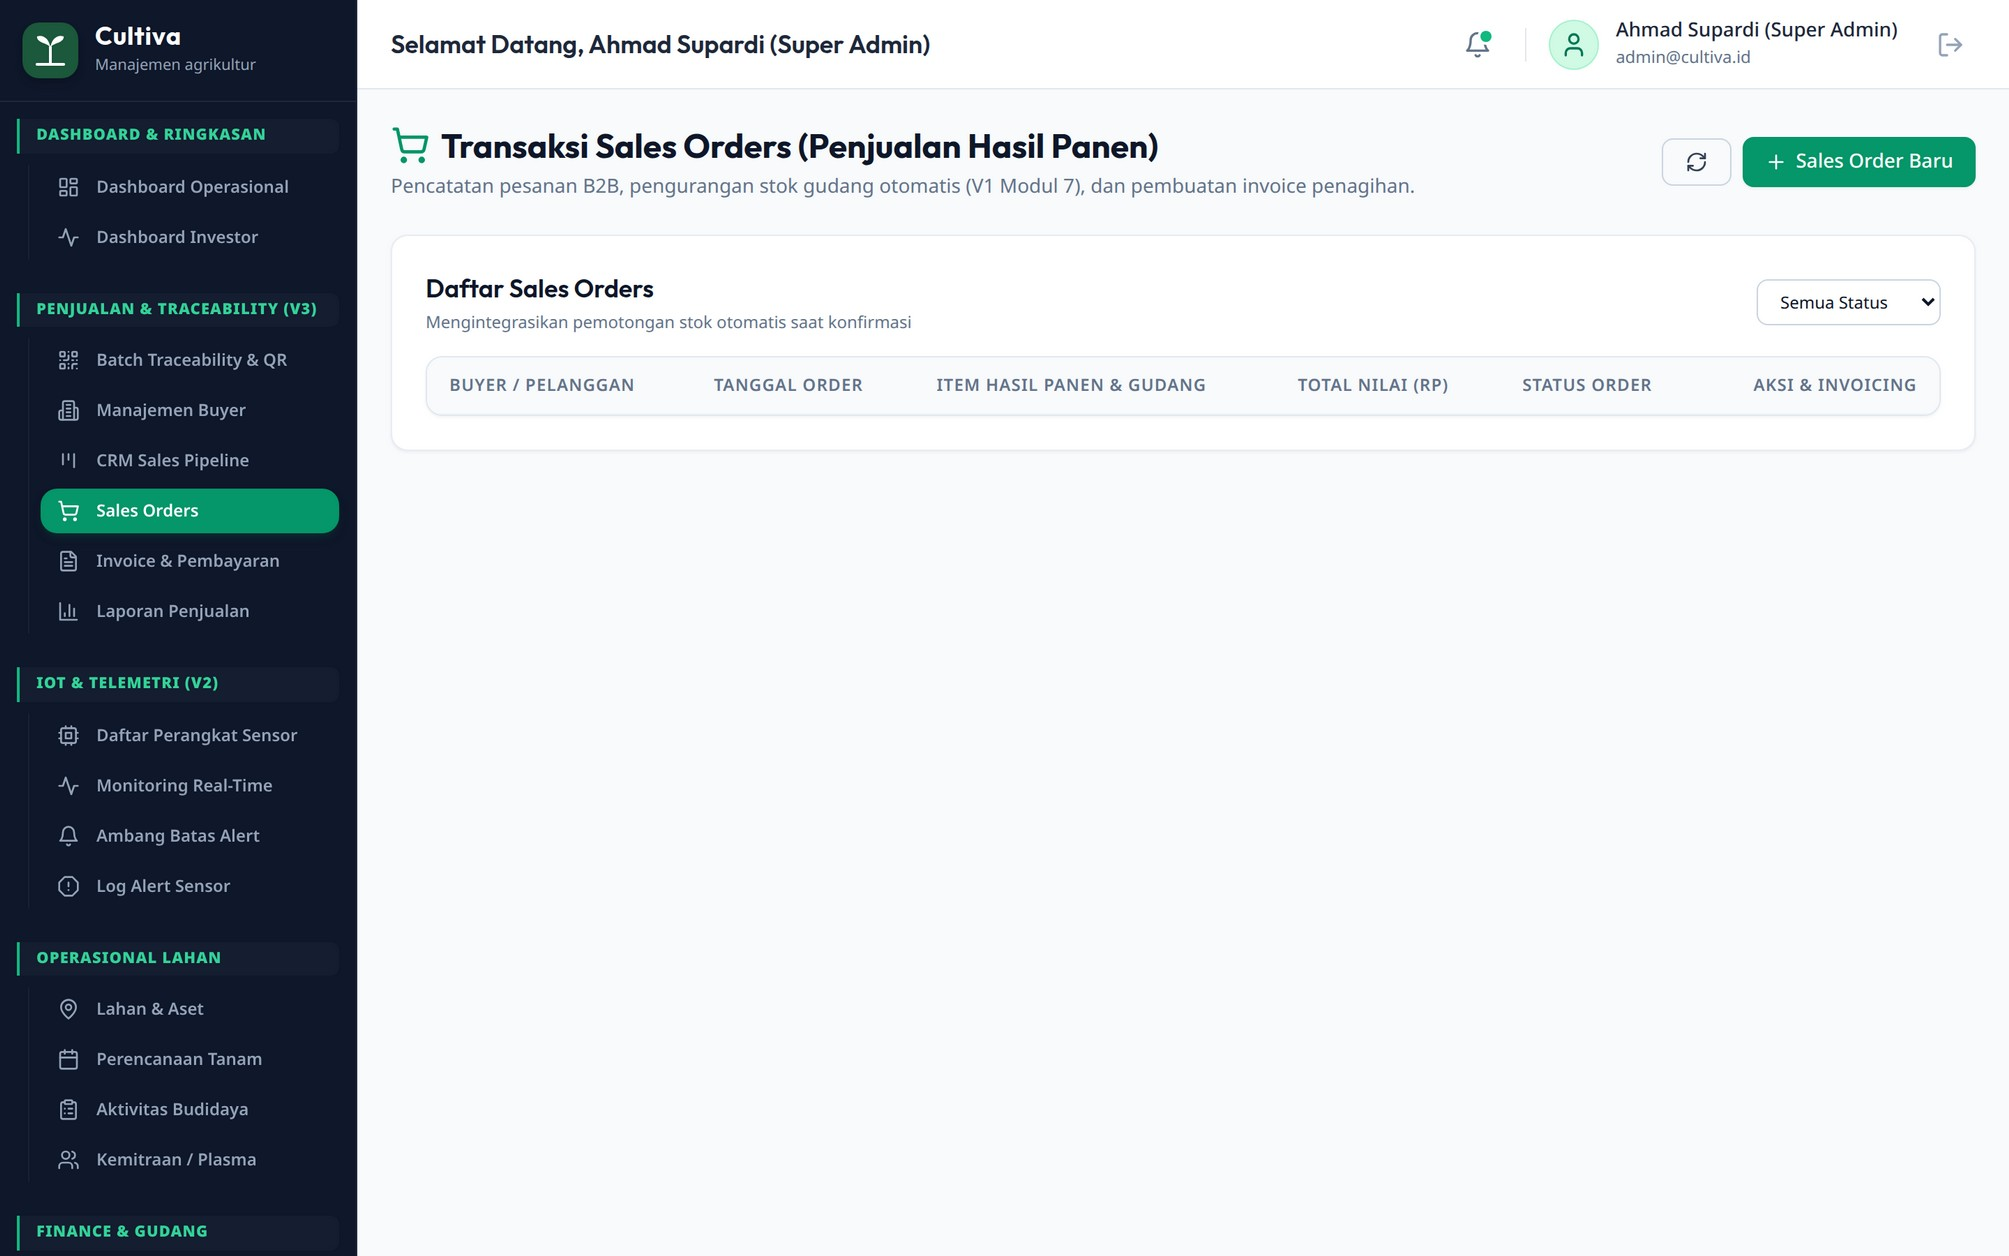 Cultiva
Manajemen agrikultur
DASHBOARD & RINGKASAN
Dashboard Operasional
Dashboard Investor
PENJUALAN & TRACEABILITY (V3)
Batch Traceability & QR
Manajemen Buyer
CRM Sales Pipeline
Sales Orders
Invoice & Pembayaran
Laporan Penjualan
IOT & TELEMETRI (V2)
Daftar Perangkat Sensor
Monitoring Real-Time
Ambang Batas Alert
Log Alert Sensor
OPERASIONAL LAHAN
Lahan & Aset
Perencanaan Tanam
Aktivitas Budidaya
Kemitraan / Plasma
FINANCE & GUDANG
Selamat Datang, Ahmad Supardi (Super Admin)
Ahmad Supardi (Super Admin)
admin@cultiva.id
Transaksi Sales Orders (Penjualan Hasil Panen)
Pencatatan pesanan B2B, pengurangan stok gudang otomatis (V1 Modul 7), dan pembuatan invoice penagihan.
Sales Order Baru
Daftar Sales Orders
Mengintegrasikan pemotongan stok otomatis saat konfirmasi
Semua Status
BUYER / PELANGGAN TANGGAL ORDER ITEM HASIL PANEN & GUDANG TOTAL NILAI (RP) STATUS ORDER AKSI & INVOICING